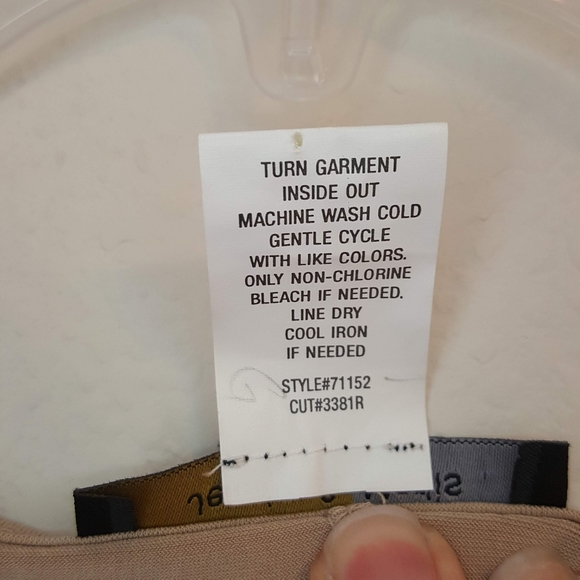 TURN GARMENT
INSIDE OUT
MACHINE WASH COLD
GENTLE CYCLE
WITH LIKE COLORS.
ONLY NON-CHLORINE
BLEACH IF NEEDED.
LINE DRY
COOL IRON
IF NEEDED
STYLE#71152
CUT#3381R